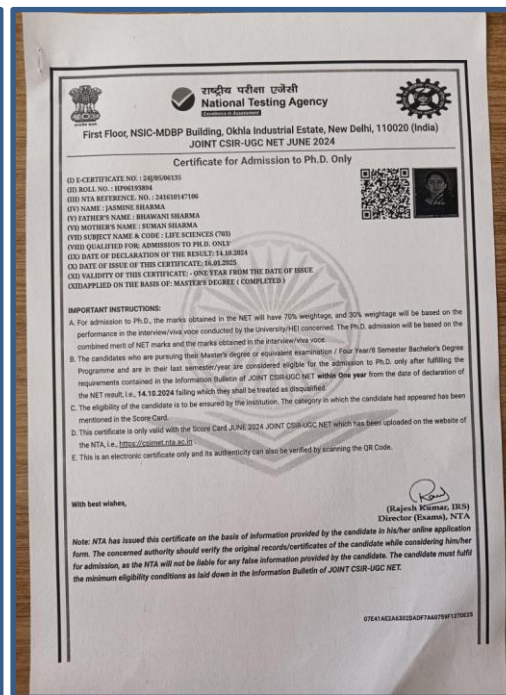 राष्ट्रीय परीक्षा एजेंसी
National Testing Agency
Excellence in Assessment
First Floor, NSIC-MDBP Building, Okhla Industrial Estate, New Delhi, 110020 (India)
JOINT CSIR-UGC NET JUNE 2024
Certificate for Admission to Ph.D. Only
(I) E-CERTIFICATE NO. : 24J/05/06135
(II) ROLL NO. : HP06193894
(III) NTA REFERENCE. NO. : 241610147106
(IV) NAME : JASMINE SHARMA
(V) FATHER'S NAME : BHAWANI SHARMA
(VI) MOTHER'S NAME : SUMAN SHARMA
(VII) SUBJECT NAME & CODE : LIFE SCIENCES (703)
(VIII) QUALIFIED FOR: ADMISSION TO PH.D. ONLY
(IX) DATE OF DECLARATION OF THE RESULT: 14.10.2024
(X) DATE OF ISSUE OF THIS CERTIFICATE: 16.01.2025
(XI) VALIDITY OF THIS CERTIFICATE: - ONE YEAR FROM THE DATE OF ISSUE
(XII)APPLIED ON THE BASIS OF: MASTER'S DEGREE ( COMPLETED )
IMPORTANT INSTRUCTIONS:
A. For admission to Ph.D., the marks obtained in the NET will have 70% weightage, and 30% weightage will be based on the
performance in the interview/viva voce conducted by the University/HEI concerned. The Ph.D. admission will be based on the
combined merit of NET marks and the marks obtained in the interview/viva voce.
B. The candidates who are pursuing their Master's degree or equivalent examination / Four Year/8 Semester Bachelor's Degree
Programme and are in their last semester/year are considered eligible for the admission to Ph.D. only after fulfilling the
requirements contained in the Information Bulletin of JOINT CSIR-UGC NET within One year from the date of declaration of
the NET result, i.e., 14.10.2024 failing which they shall be treated as disqualified.
C. The eligibility of the candidate is to be ensured by the institution. The category in which the candidate had appeared has been
mentioned in the Score Card.
D. This certificate is only valid with the Score Card JUNE 2024 JOINT CSIR-UGC NET which has been uploaded on the website of
the NTA, i.e., https://csirnet.nta.ac.in .
E. This is an electronic certificate only and its authenticity can also be verified by scanning the QR Code.
With best wishes,
(Rajesh Kumar, IRS)
Director (Exams), NTA
Note: NTA has issued this certificate on the basis of information provided by the candidate in his/her online application
form. The concerned authority should verify the original records/certificates of the candidate while considering him/her
for admission, as the NTA will not be liable for any false information provided by the candidate. The candidate must fulfil
the minimum eligibility conditions as laid down in the Information Bulletin of JOINT CSIR-UGC NET.